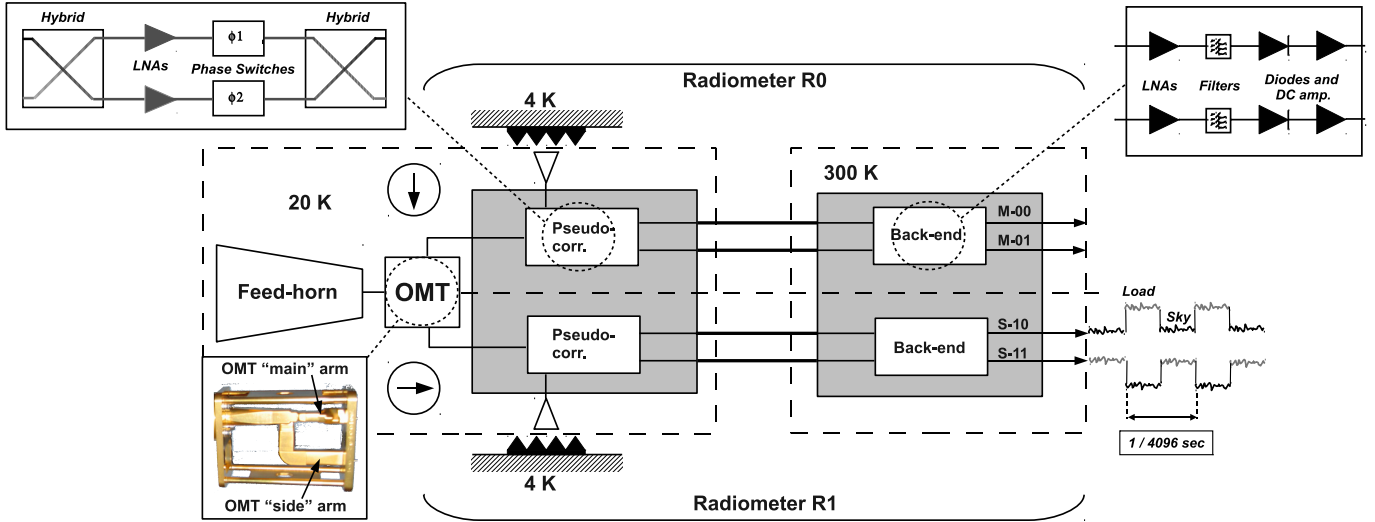 Hybrid
Hybrid
ϕ1
LNAs
Phase Switches
ϕ2
Radiometer R0
LNAs
Filters
Diodes and
DC amp.
4 K
20 K
300 K
Pseudo-
corr.
Back-end
M-00
M-01
Feed-horn
OMT
Load
Sky
Pseudo-
corr.
Back-end
S-10
S-11
OMT “main” arm
OMT “side” arm
1 / 4096 sec
4 K
Radiometer R1